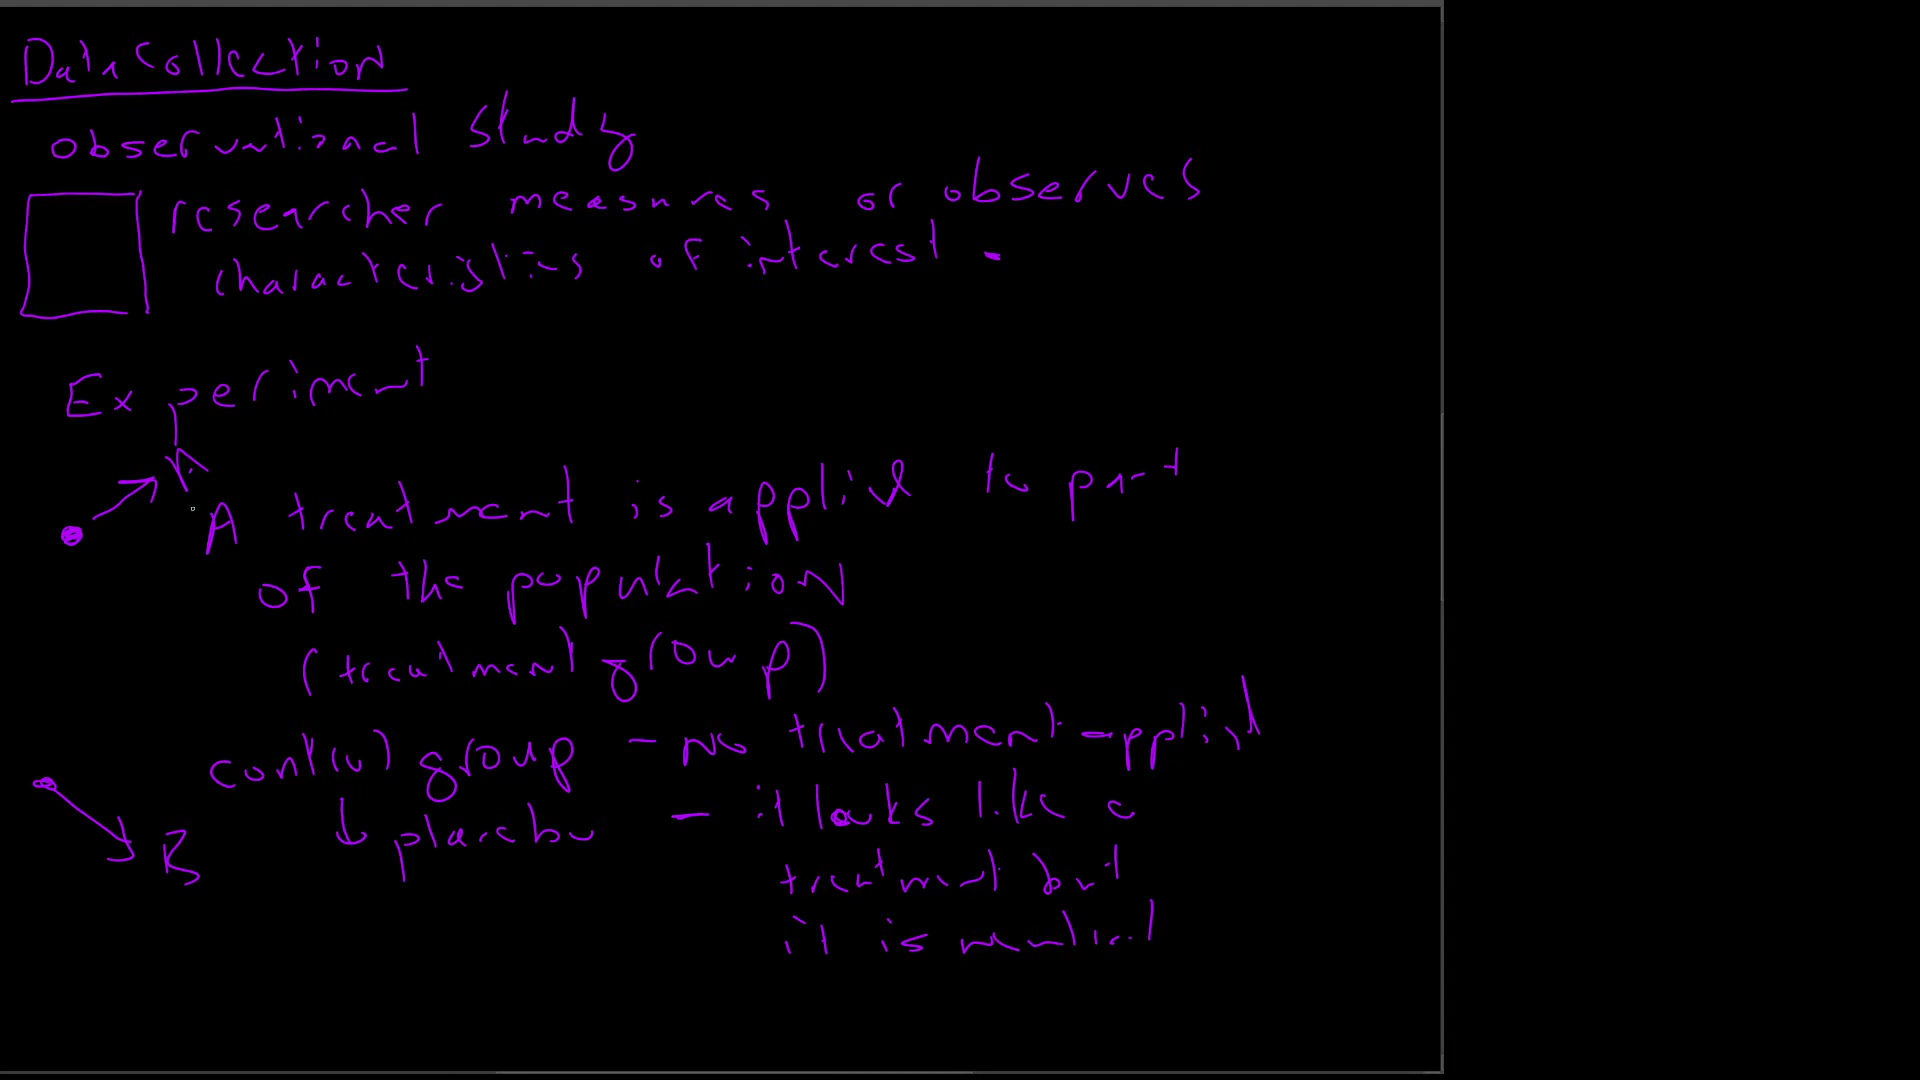 Data Collection
observational study
researcher measures or observes
characteristics of interest.
Experiment
A
A treatment is applied to part
of the population
(treatment group)
control group - No treatment applied
placebo - it looks like a
B
treatment but
it is